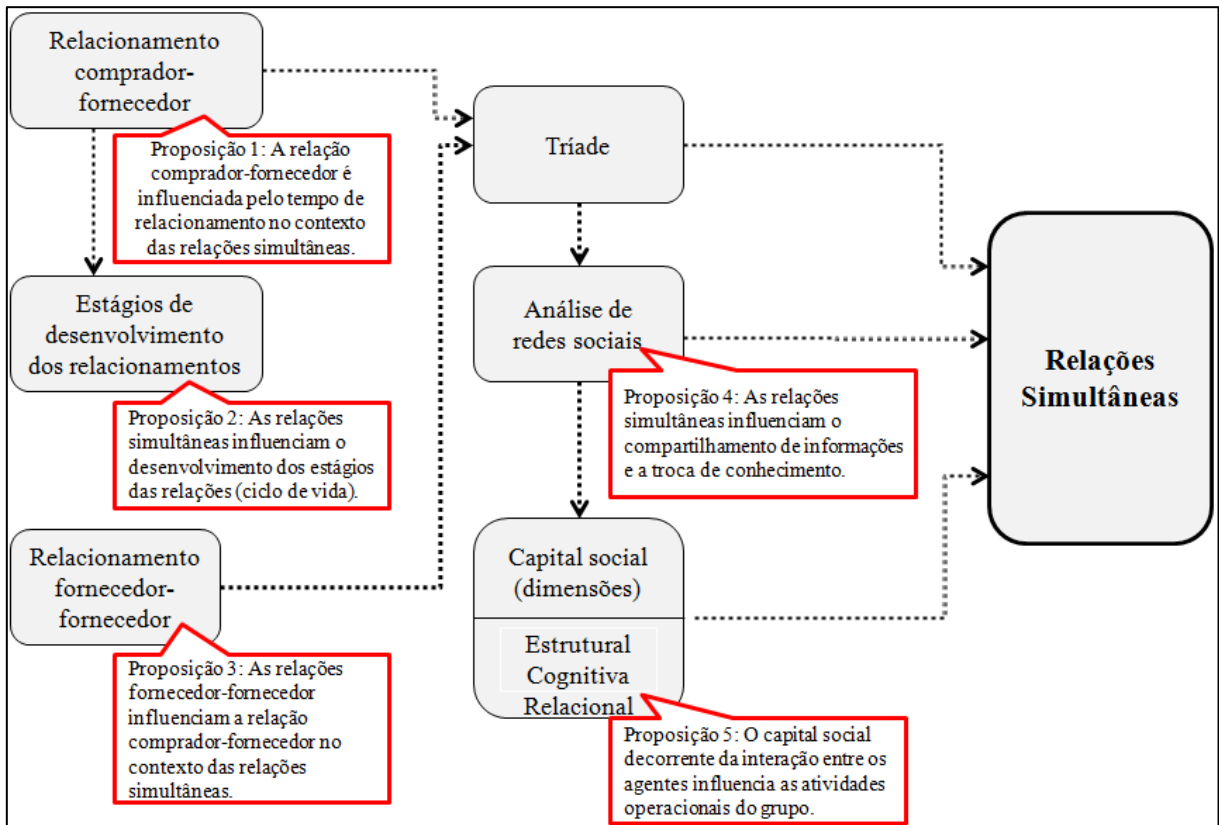 Relacionamento
comprador-
fornecedor
Proposição 1: A relação
comprador-fornecedor é
influenciada pelo tempo de
relacionamento no contexto
das relações simultâneas.
Estágios de
desenvolvimento
dos relacionamentos
Proposição 2: As relações
simultâneas influenciam o
desenvolvimento dos estágios
das relações (ciclo de vida).
Relacionamento
fornecedor-
fornecedor
Proposição 3: As relações
fornecedor-fornecedor
influenciam a relação
comprador-fornecedor no
contexto das relações
simultâneas.
Tríade
Análise de
redes sociais
Proposição 4: As relações
simultâneas influenciam o
compartilhamento de informações
e a troca de conhecimento.
Capital social
(dimensões)
Estrutural
Cognitiva
Relacional
Proposição 5: O capital social
decorrente da interação entre os
agentes influencia as atividades
operacionais do grupo.
Relações
Simultâneas